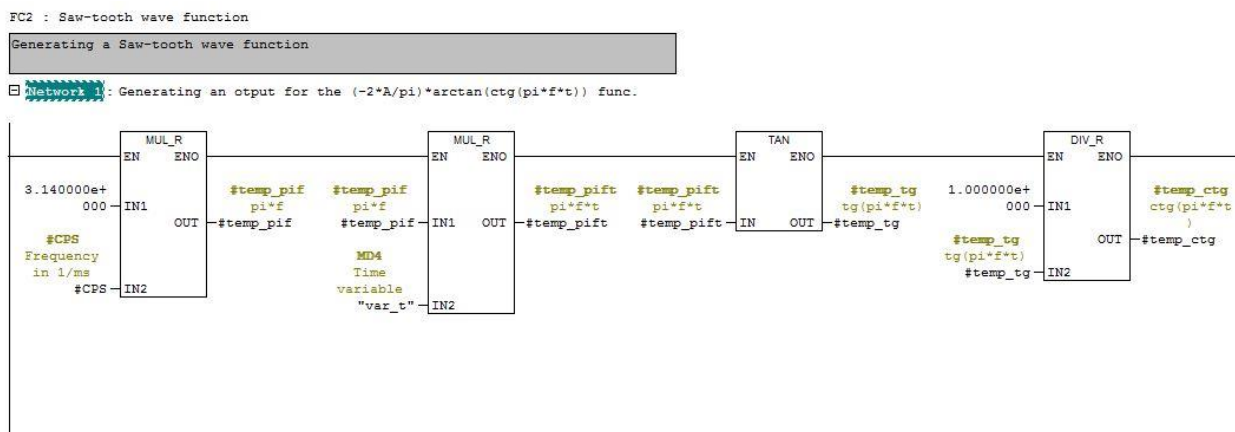 FC2 : Saw-tooth wave function
Generating a Saw-tooth wave function
Network 1: Generating an otput for the (-2*A/pi)*arctan(ctg(pi*f*t)) func.
MUL_R
EN ENO
3.140000e+
000 IN1
OUT #temp_pif
#temp_pif
pi*f
#CPS
Frequency
in 1/ms
#CPS IN2
MUL_R
EN ENO
#temp_pif
pi*f
#temp_pif IN1
OUT #temp_pift
#temp_pift
pi*f*t
MD4
Time
variable
"var_t" IN2
TAN
EN ENO
#temp_pift
pi*f*t
#temp_pift IN
OUT #temp_tg
#temp_tg
tg(pi*f*t)
DIV_R
EN ENO
1.000000e+
000 IN1
OUT #temp_ctg
#temp_ctg
ctg(pi*f*t
)
#temp_tg
tg(pi*f*t)
#temp_tg IN2